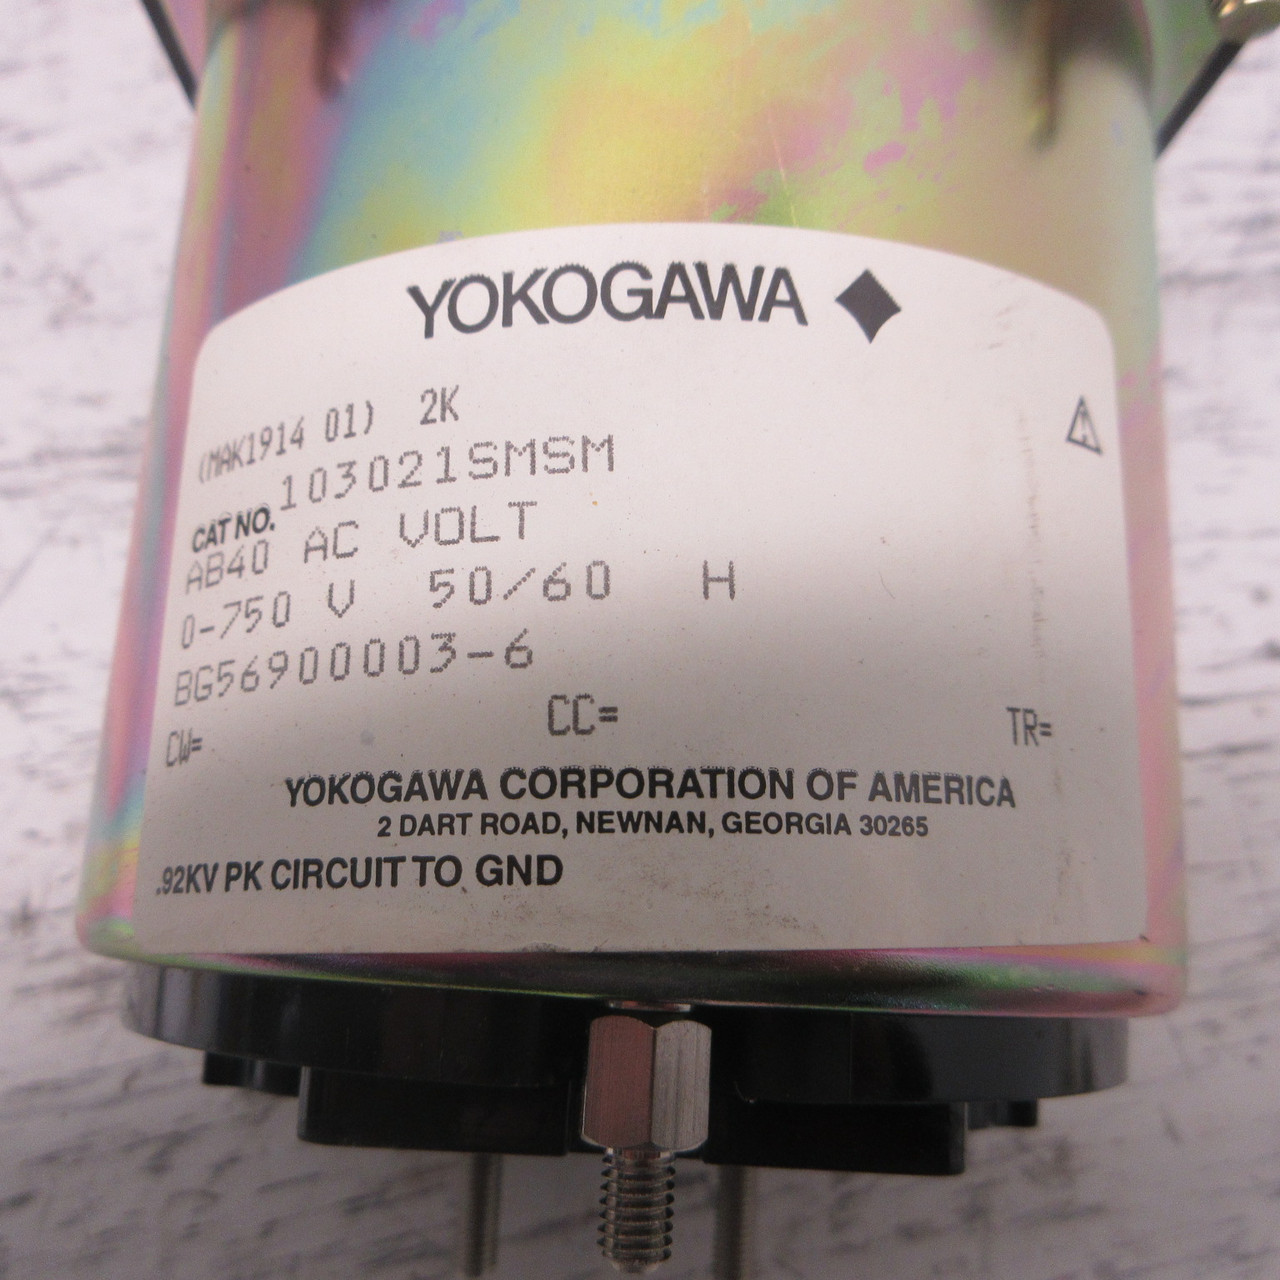 YOKOGAWA
(MAK1914 01) 2K
CAT NO. 103021SMSM
AB40 AC VOLT
0-750 V 50/60 H
BG56900003-6
CW= CC= TR=
YOKOGAWA CORPORATION OF AMERICA
2 DART ROAD, NEWNAN, GEORGIA 30265
.92KV PK CIRCUIT TO GND